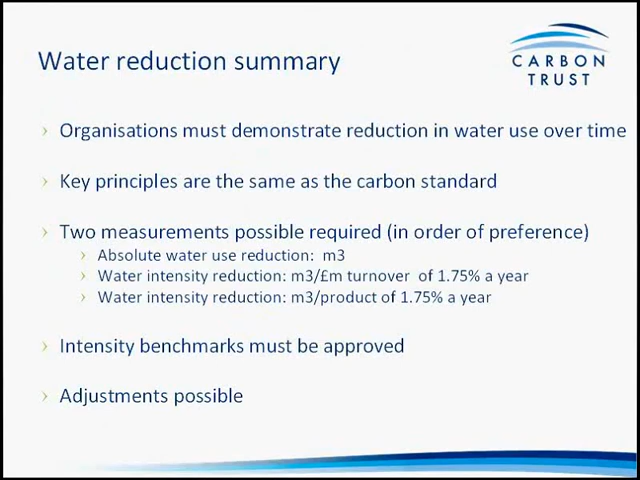 Water reduction summary
CARBON
TRUST
› Organisations must demonstrate reduction in water use over time
› Key principles are the same as the carbon standard
› Two measurements possible required (in order of preference)
› Absolute water use reduction: m3
› Water intensity reduction: m3/£m turnover of 1.75% a year
› Water intensity reduction: m3/product of 1.75% a year
› Intensity benchmarks must be approved
› Adjustments possible